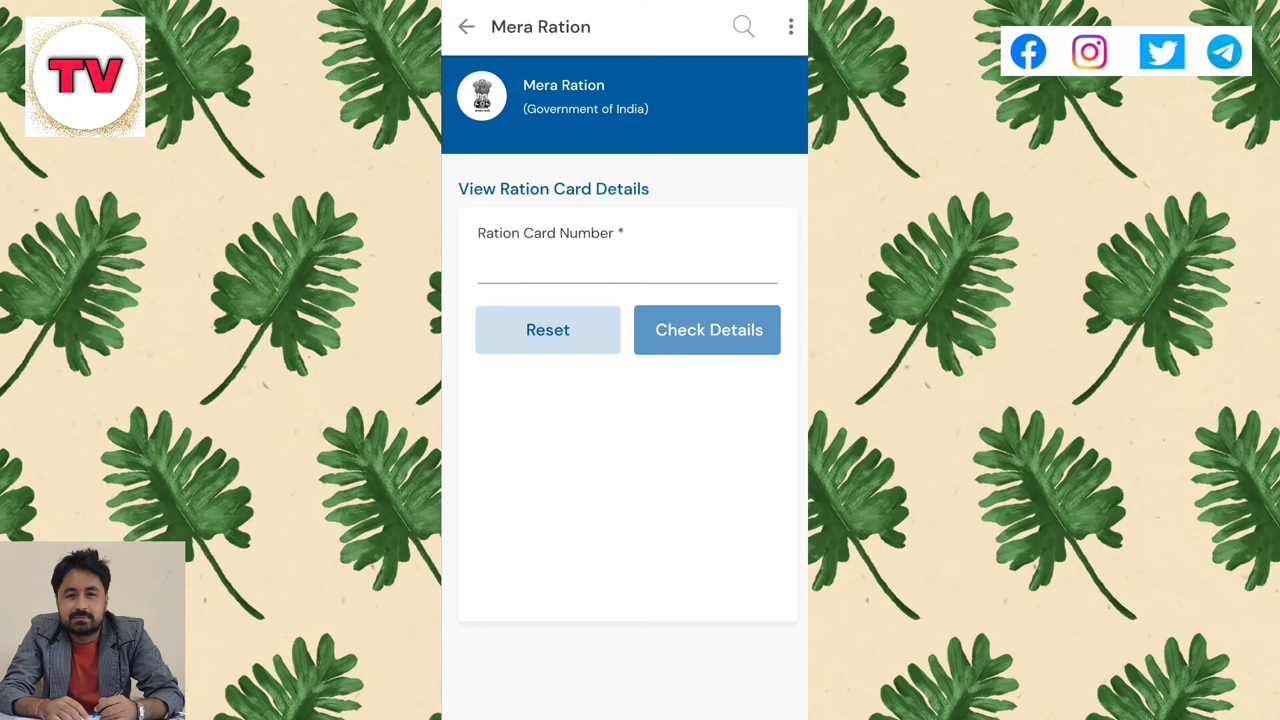 TV
Mera Ration
Mera Ration
(Government of India)
View Ration Card Details
Ration Card Number *
Reset
Check Details